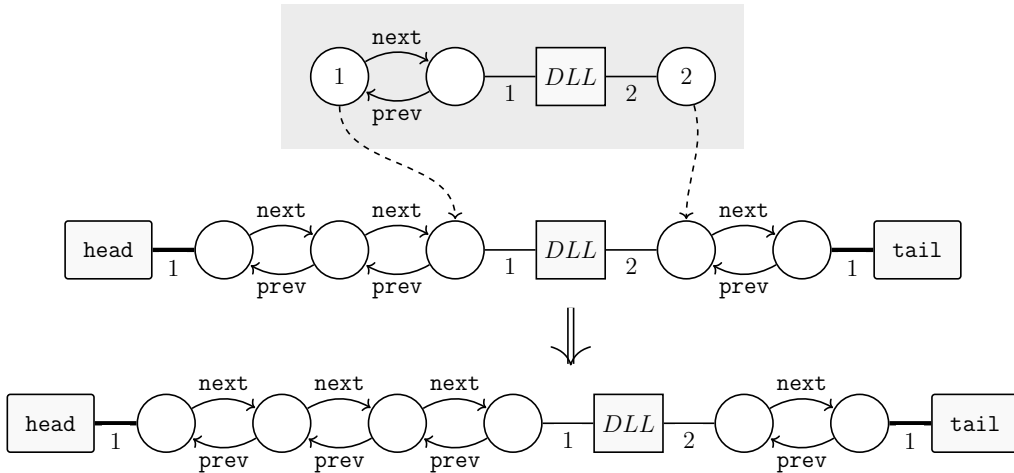 next
1 DLL 2
1 2
prev
next next next
head DLL tail
1 1 2 1
prev prev prev
next next next next
head DLL tail
1 1 2 1
prev prev prev prev